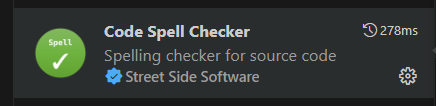 Spell
Code Spell Checker
278ms
Spelling checker for source code
Street Side Software